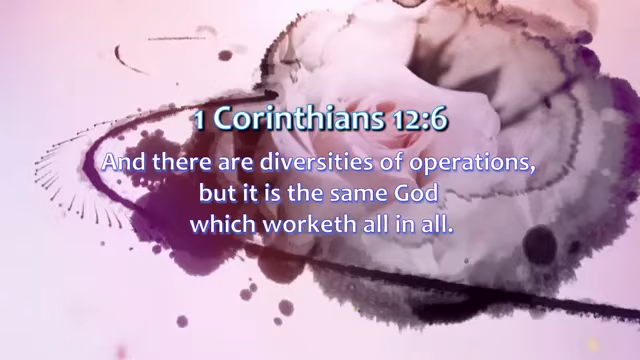 1 Corinthians 12:6
And there are diversities of operations,
but it is the same God
which worketh all in all.